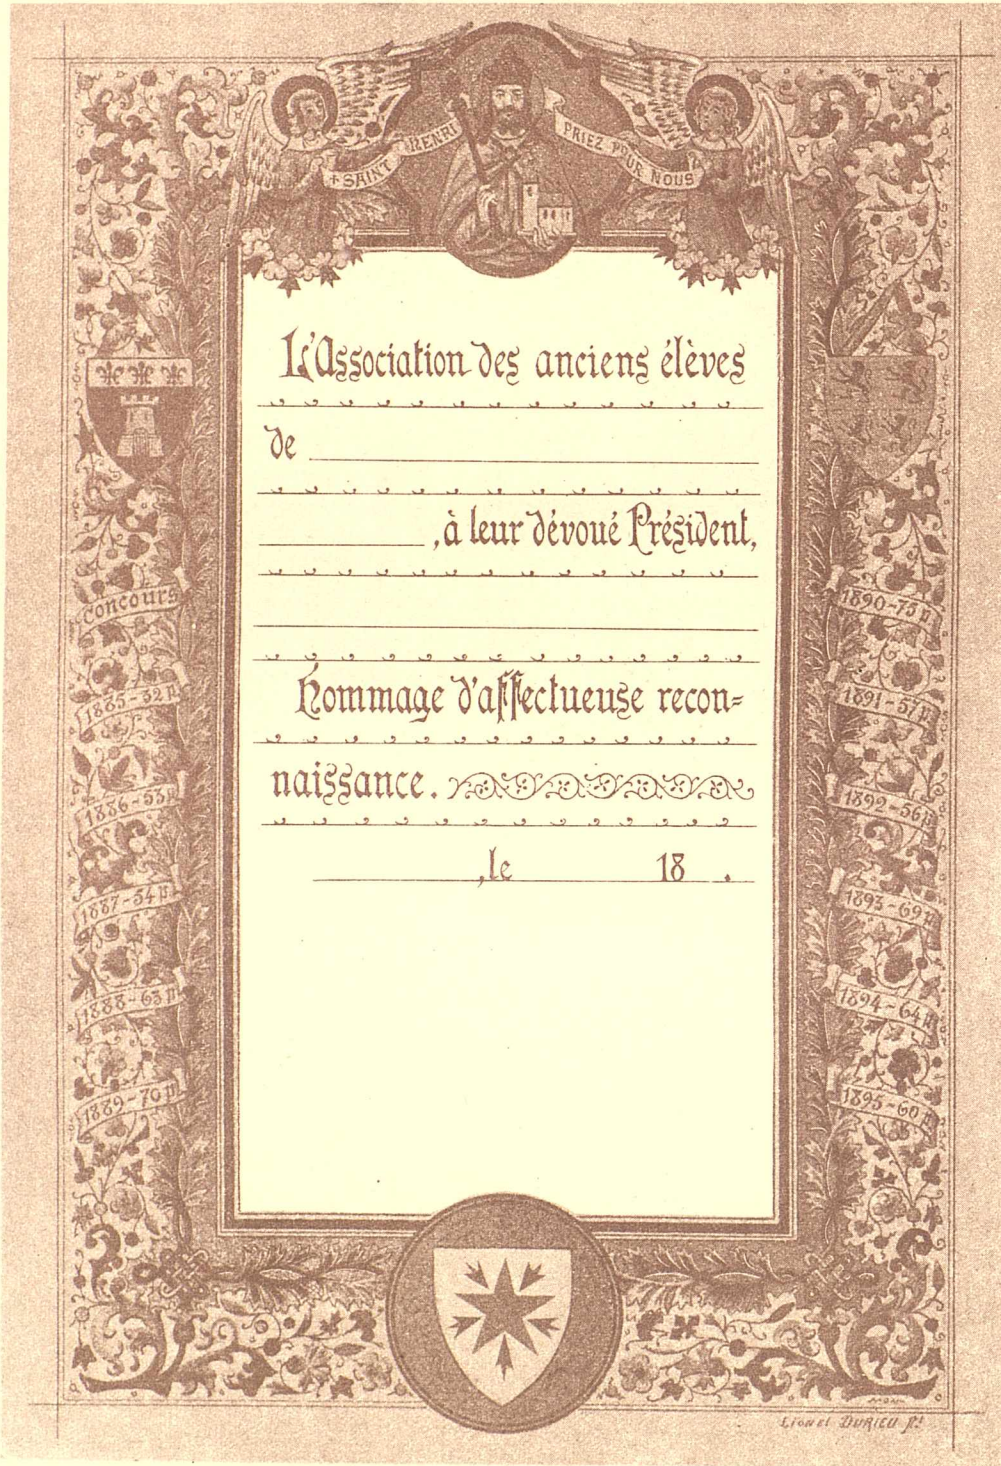 + SAINT HENRI PRIEZ POUR NOUS
L'Association des anciens élèves
de
, à leur dévoué Président,
Hommage d'affectueuse recon=
naissance.
, le 18 .
concours
1885-32 p
1886-53 p
1887-54 p
1888-63 p
1889-70 p
1890-75 p
1891-57 p
1892-56 p
1893-69 p
1894-64 p
1895-60 p
Lionel DURIEU pt